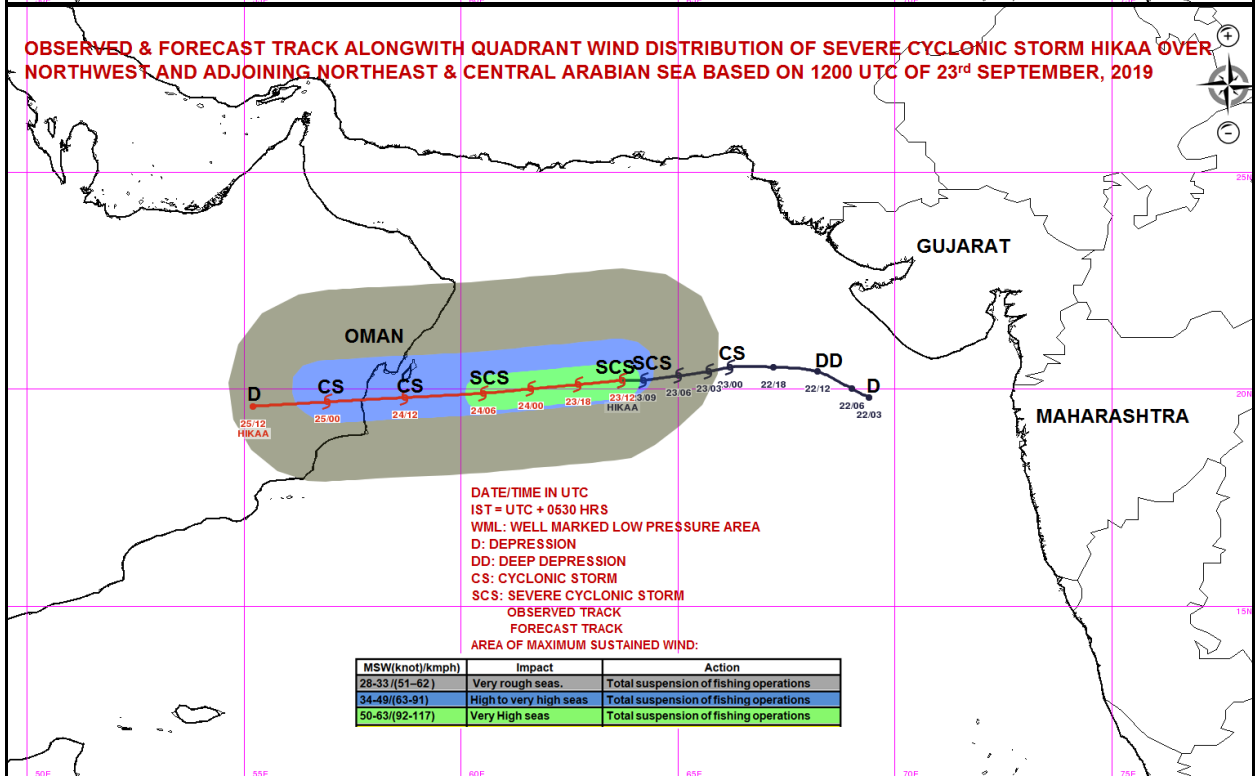 OBSERVED & FORECAST TRACK ALONGWITH QUADRANT WIND DISTRIBUTION OF SEVERE CYCLONIC STORM HIKAA OVER
NORTHWEST AND ADJOINING NORTHEAST & CENTRAL ARABIAN SEA BASED ON 1200 UTC OF 23rd SEPTEMBER, 2019
25N
GUJARAT
OMAN
D
CS
CS
SCS
SCS
SCS
CS
DD
D
25/12
HIKAA
25/00
24/12
24/06
24/00
23/18
23/12
HIKAA
3/09
23/06
23/03
23/00
22/18
22/12
22/06
22/03
20N
MAHARASHTRA
DATE/TIME IN UTC
IST = UTC + 0530 HRS
WML: WELL MARKED LOW PRESSURE AREA
D: DEPRESSION
DD: DEEP DEPRESSION
CS: CYCLONIC STORM
SCS: SEVERE CYCLONIC STORM
OBSERVED TRACK
FORECAST TRACK
AREA OF MAXIMUM SUSTAINED WIND:
15N
MSW(knot)/kmph) Impact Action
28-33 /(51–62 ) Very rough seas. Total suspension of fishing operations
34-49/(63-91) High to very high seas Total suspension of fishing operations
50-63/(92-117) Very High seas Total suspension of fishing operations
50E 55E 60E 65E 70E 75E